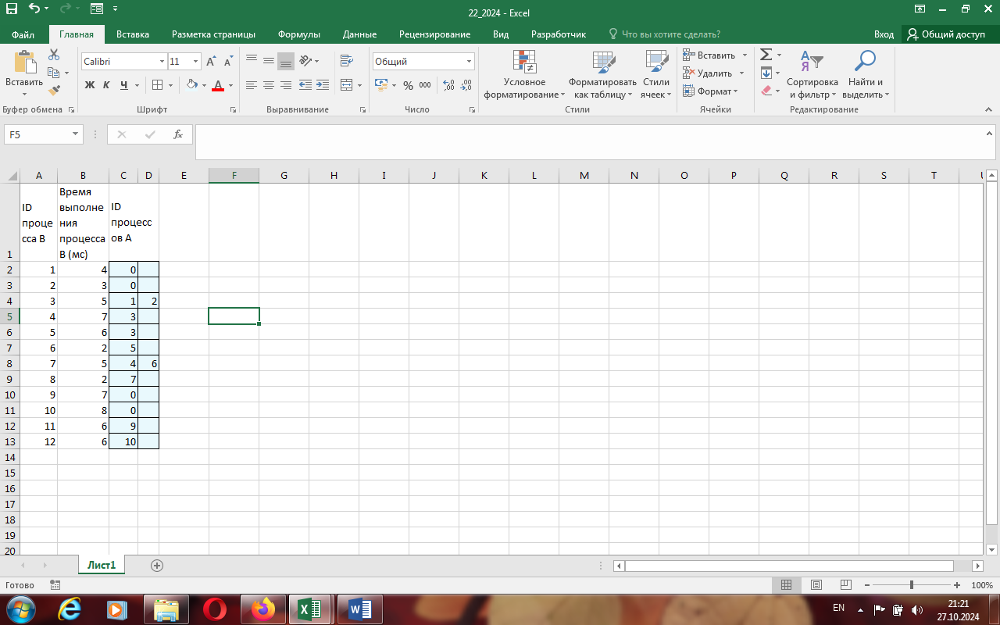 22_2024 - Excel
Файл Главная Вставка Разметка страницы Формулы Данные Рецензирование Вид Разработчик Что вы хотите сделать? Вход Общий доступ
Вставить
Буфер обмена
Calibri 11
Ж К Ч
Шрифт
Выравнивание
Общий
% 000
Число
Условное форматирование
Форматировать как таблицу
Стили ячеек
Стили
Вставить
Удалить
Формат
Ячейки
Сортировка и фильтр
Найти и выделить
Редактирование
F5 fx
A B C D E F G H I J K L M N O P Q R S T U
1 ID процесса B Время выполнения процесса B (мс) ID процессов A
2 1 4 0
3 2 3 0
4 3 5 1 2
5 4 7 3
6 5 6 3
7 6 2 5
8 7 5 4 6
9 8 2 7
10 9 7 0
11 10 8 0
12 11 6 9
13 12 6 10
14
15
16
17
18
19
20
Лист1
Готово 100%
EN 21:21
27.10.2024